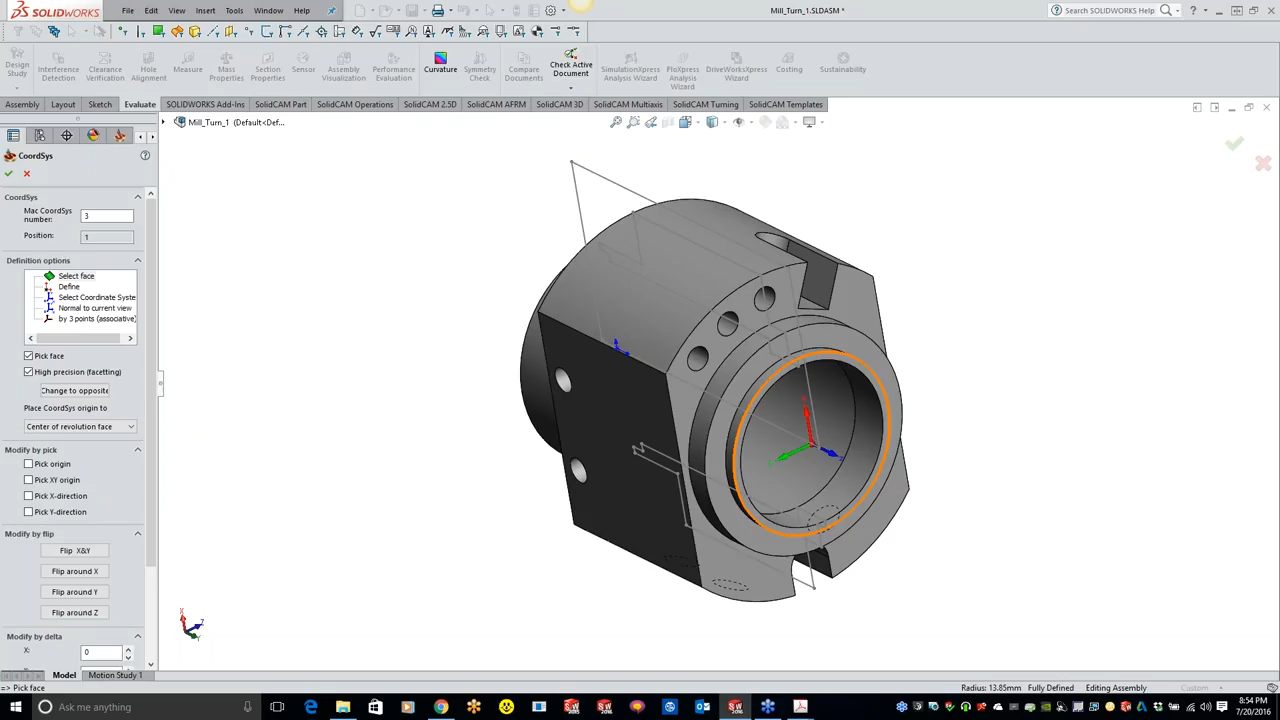 SOLIDWORKS File Edit View Insert Tools Window Help Mill_Turn_1.SLDASM * Search SolidWorks Help
Design Study Interference Detection Clearance Verification Hole Alignment Measure Mass Properties Section Properties Sensor Assembly Visualization Performance Evaluation Curvature Symmetry Check Compare Documents Check Active Document SimulationXpress Analysis Wizard FloXpress Analysis Wizard DriveWorksXpress Wizard Costing Sustainability
Assembly Layout Sketch Evaluate SOLIDWORKS Add-Ins SolidCAM Part SolidCAM Operations SolidCAM 2.5D SolidCAM AFRM SolidCAM 3D SolidCAM Multiaxis SolidCAM Turning SolidCAM Templates
Mill_Turn_1 (Default<Def...
CoordSys
CoordSys
Mac CoordSys number: 3
Position: 1
Definition options
Select face
Define
Select Coordinate Syste
Normal to current view
by 3 points (associative)
Pick face
High precision (facetting)
Change to opposite
Place CoordSys origin to
Center of revolution face
Modify by pick
Pick origin
Pick XY origin
Pick X-direction
Pick Y-direction
Modify by flip
Flip X&Y
Flip around X
Flip around Y
Flip around Z
Modify by delta
X: 0
Model Motion Study 1
=> Pick face Radius: 13.85mm Fully Defined Editing Assembly Custom
Ask me anything 8:54 PM
7/20/2016